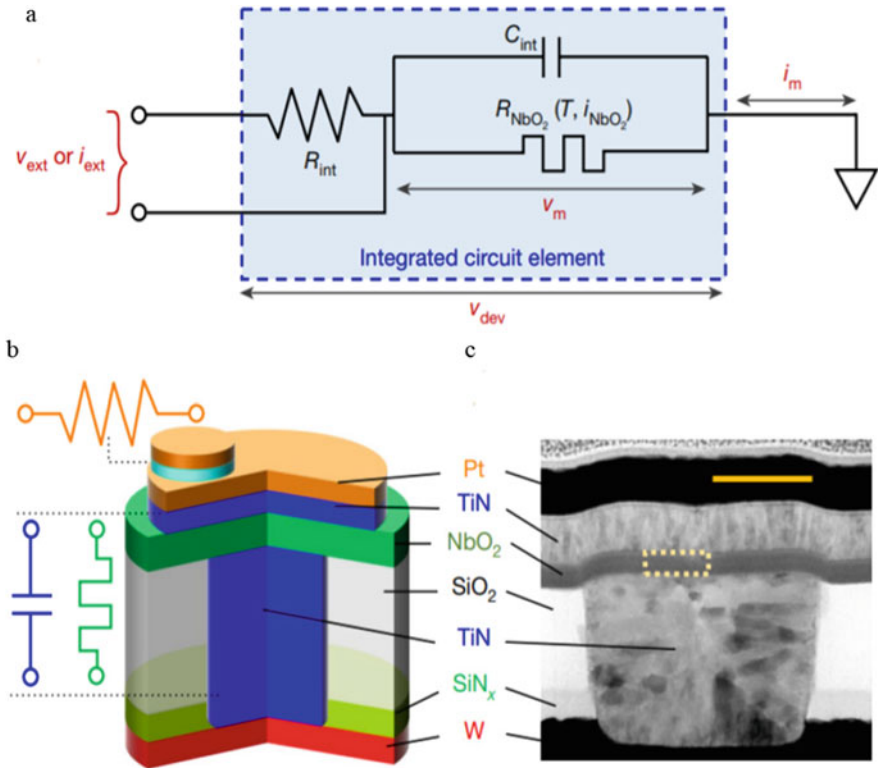 a
C_int
i_m
R_NbO₂ (T, i_NbO₂)
v_ext or i_ext
R_int
v_m
Integrated circuit element
v_dev
b
c
Pt
TiN
NbO₂
SiO₂
TiN
SiNₓ
W